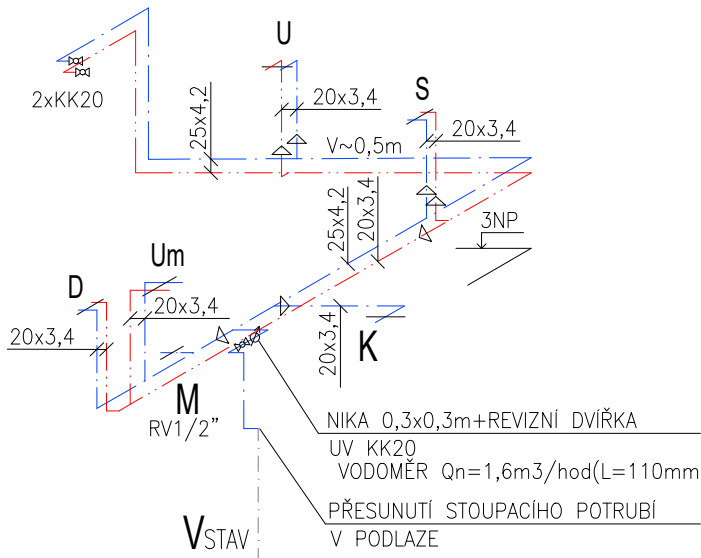 U
2xKK20
25x4,2
20x3,4
S
20x3,4
V~0,5m
25x4,2
20x3,4
3NP
Um
D
20x3,4
20x3,4
20x3,4
K
M
RV1/2"
NIKA 0,3x0,3m+REVIZNÍ DVÍŘKA
UV KK20
VODOMĚR Qn=1,6m3/hod(L=110mm
PŘESUNUTÍ STOUPACÍHO POTRUBÍ
V PODLAZE
VSTAV